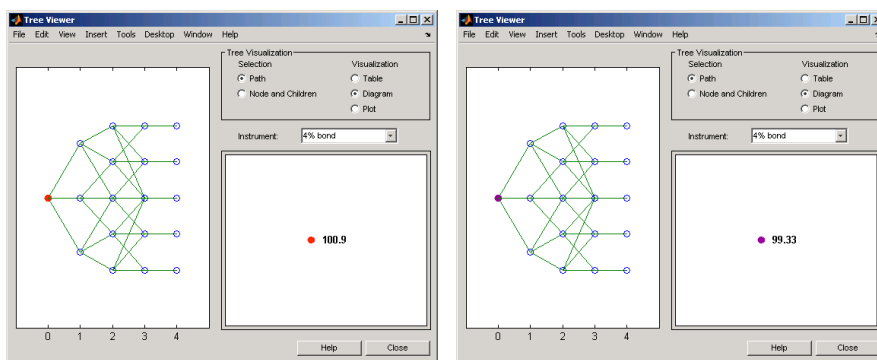 Tree Viewer
File Edit View Insert Tools Desktop Window Help
Tree Visualization
Selection Visualization
Path Table
Node and Children Diagram
Plot
Instrument: 4% bond
100.9
0 1 2 3 4
Help Close
Tree Viewer
File Edit View Insert Tools Desktop Window Help
Tree Visualization
Selection Visualization
Path Table
Node and Children Diagram
Plot
Instrument: 4% bond
99.33
0 1 2 3 4
Help Close